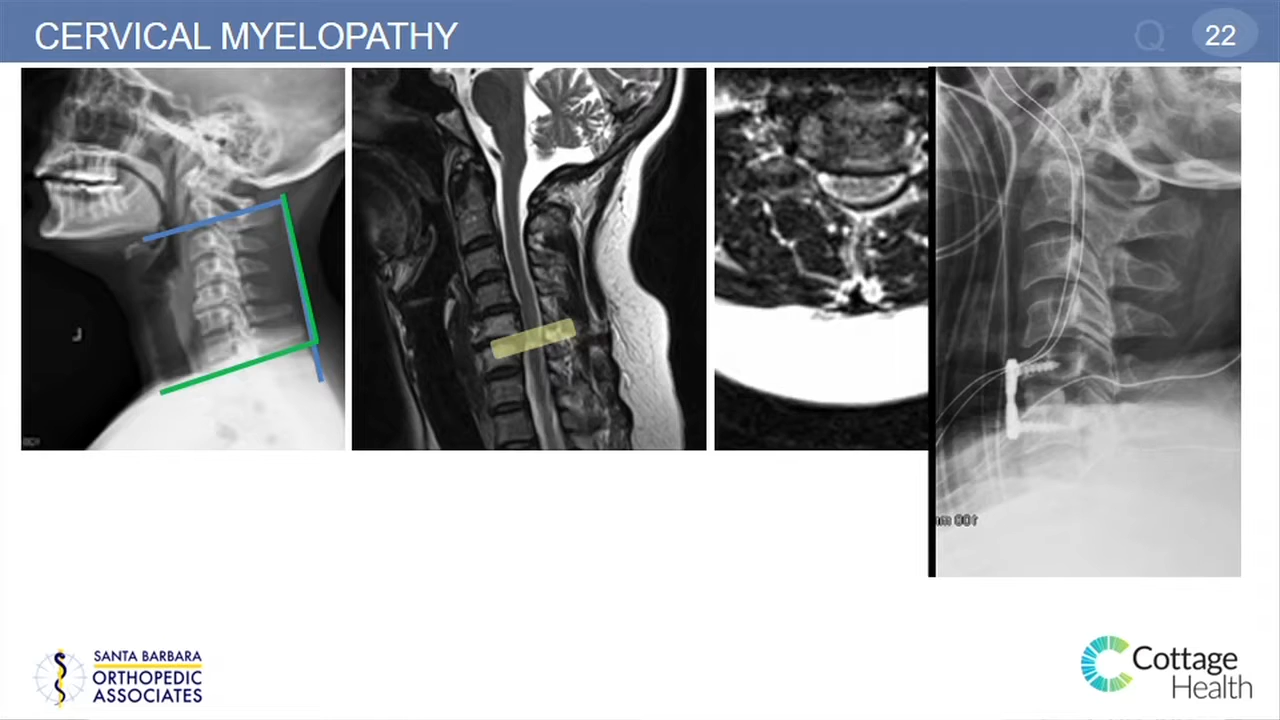 CERVICAL MYELOPATHY
22
SANTA BARBARA
ORTHOPEDIC
ASSOCIATES
Cottage
Health